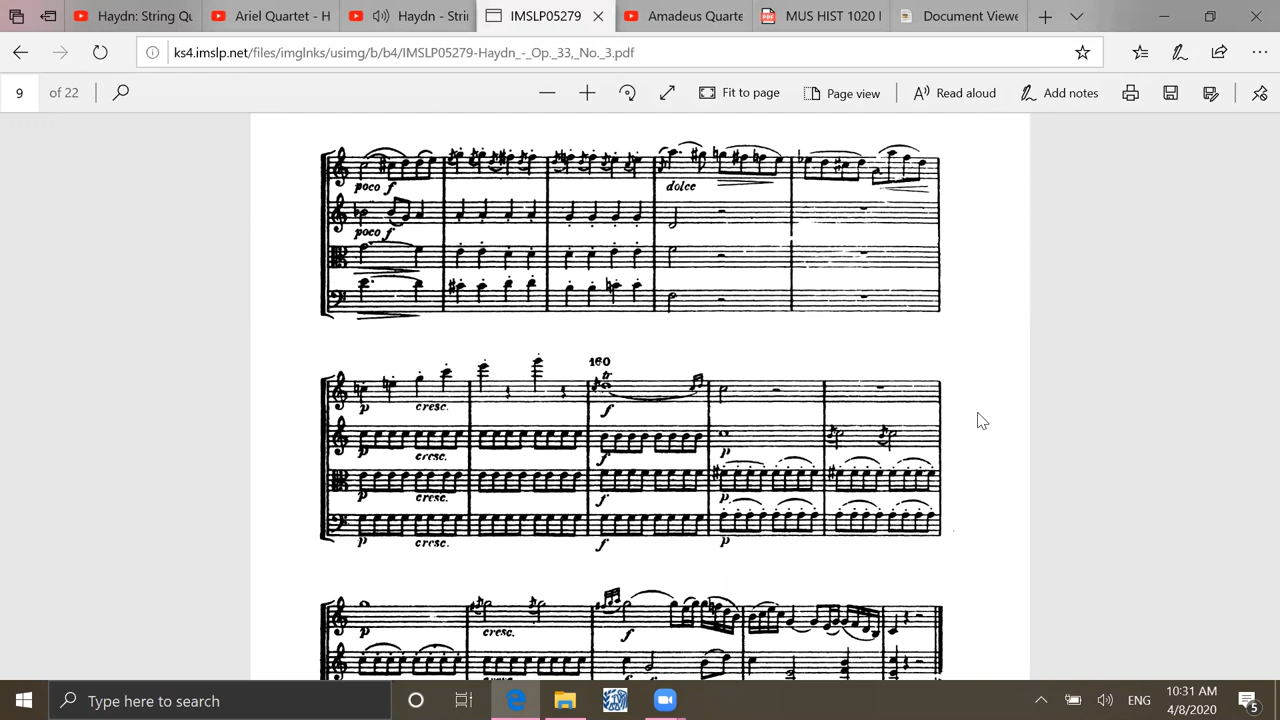 Haydn: String Qu
Ariel Quartet - H
Haydn - Strin
IMSLP05279
Amadeus Quarte
MUS HIST 1020 I
Document Viewe
ks4.imslp.net/files/imglnks/usimg/b/b4/IMSLP05279-Haydn_-_Op._33,_No._3.pdf
9 of 22
Fit to page
Page view
Read aloud
Add notes
poco f
dolce
poco f
160
tr
p cresc. f
p cresc. f p
p cresc. f p
p cresc. f p
p cresc. f
Type here to search
ENG
10:31 AM
4/8/2020
5